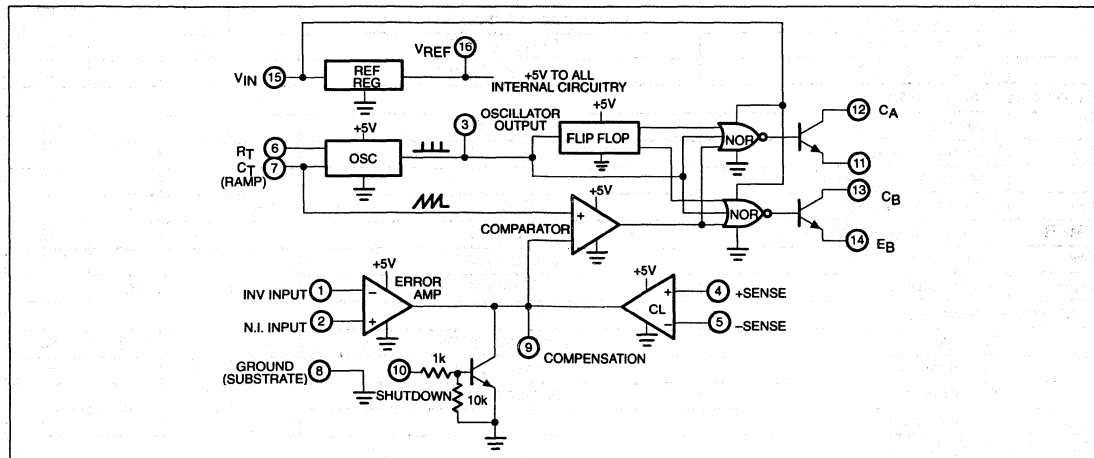 VREF 16
VIN 15
REF
REG
+5V TO ALL
INTERNAL CIRCUITRY
OSCILLATOR
OUTPUT
3
+5V
FLIP FLOP
NOR
12 CA
11
RT 6
CT 7
(RAMP)
+5V
OSC
13 CB
NOR
14 EB
COMPARATOR
+
+5V
INV INPUT 1
N.I. INPUT 2
+5V
−
+
ERROR
AMP
+5V
CL
+
−
4 +SENSE
5 −SENSE
9
COMPENSATION
GROUND
(SUBSTRATE) 8
10
1k
SHUTDOWN
10k